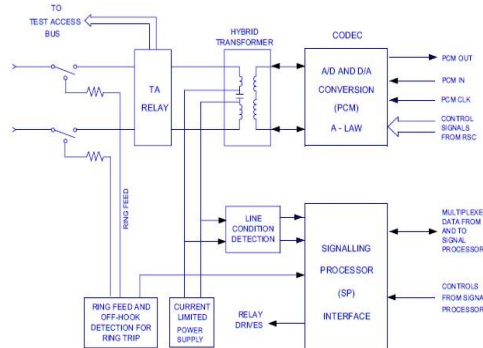 TO
TEST ACCESS
BUS
HYBRID
TRANSFORMER
CODEC
TA
RELAY
A/D AND D/A
CONVERSION
(PCM)
A - LAW
PCM OUT
PCM IN
PCM CLK
CONTROL
SIGNALS
FROM RSC
RING FEED
LINE
CONDITION
DETECTION
SIGNALLING
PROCESSOR
(SP)
INTERFACE
MULTIPLEXE
DATA FROM
AND TO
SIGNAL
PROCESSOR
CONTROLS
FROM SIGNA
PROCESSOR
RING FEED AND
OFF-HOOK
DETECTION FOR
RING TRIP
CURRENT
LIMITED
POWER
SUPPLY
RELAY
DRIVES